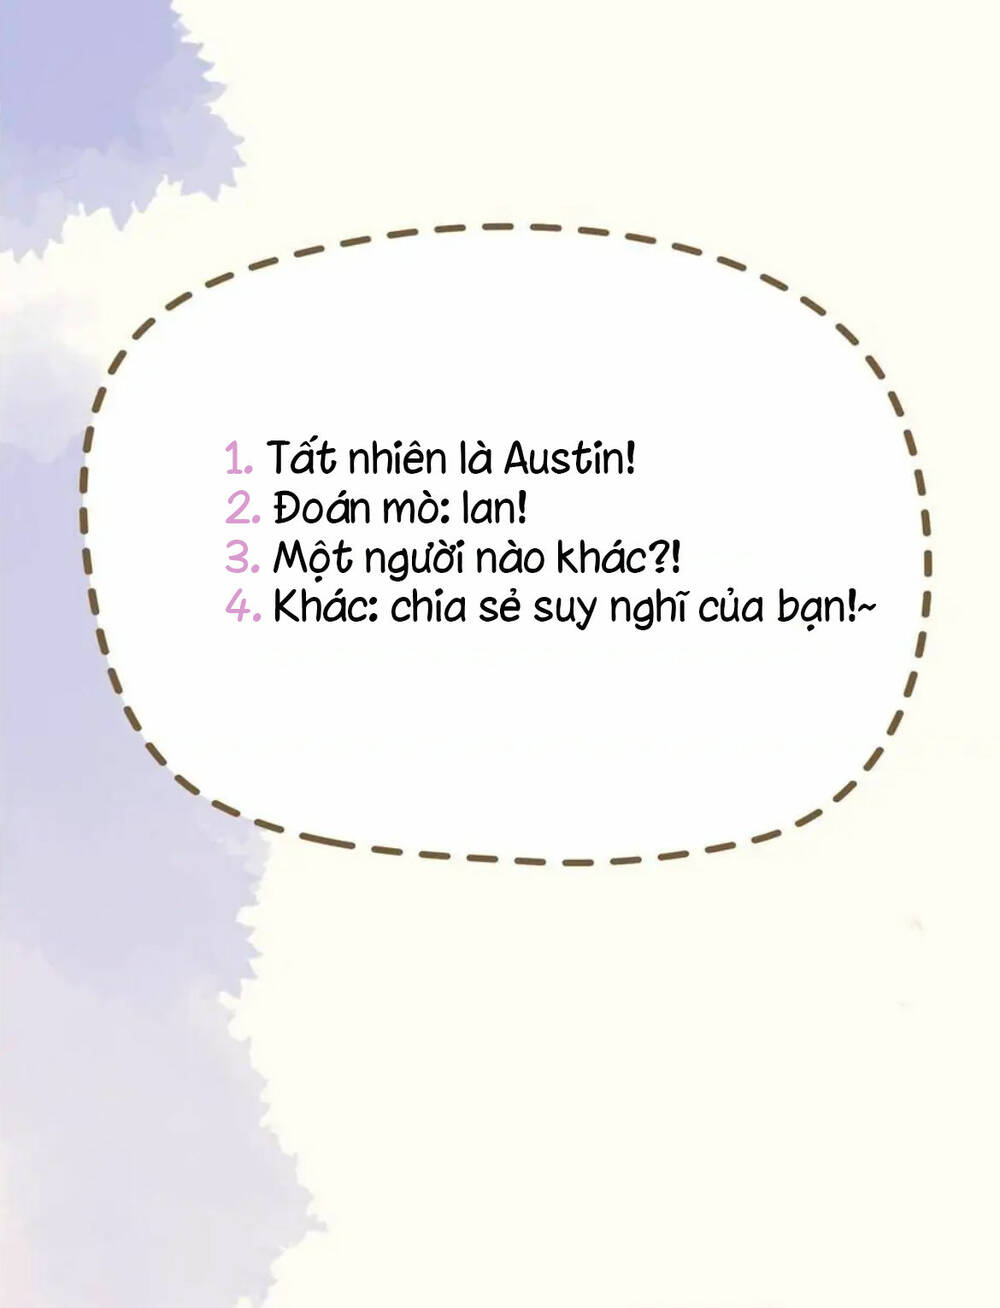 1. Tất nhiên là Austin!
2. Đoán mò: Ian!
3. Một người nào khác?!
4. Khác: chia sẻ suy nghĩ của bạn!~